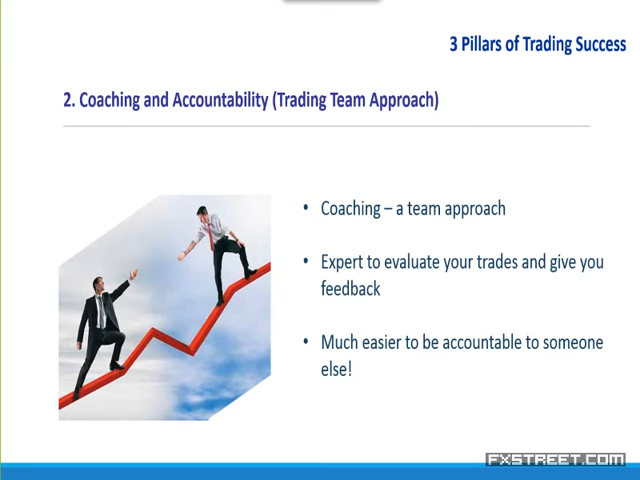 3 Pillars of Trading Success
2. Coaching and Accountability (Trading Team Approach)
• Coaching – a team approach
• Expert to evaluate your trades and give you
feedback
• Much easier to be accountable to someone
else!
FXSTREET.COM